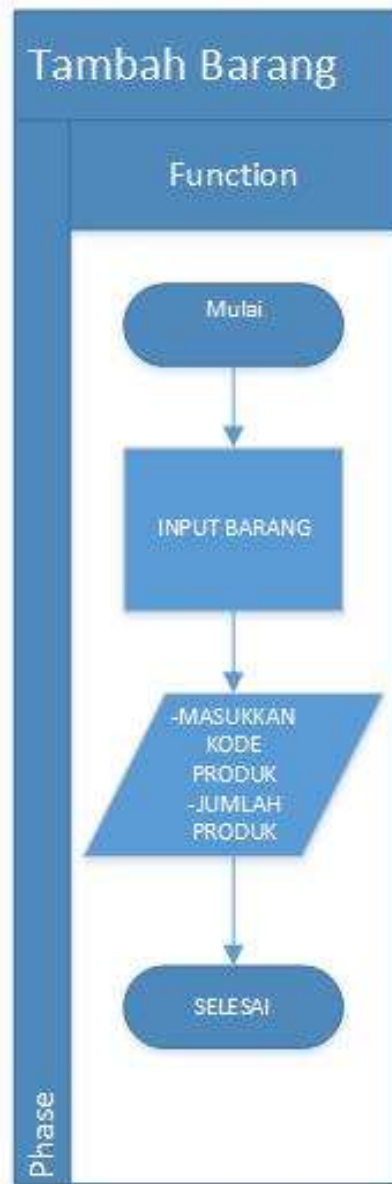 Tambah Barang
Function
Mulai
INPUT BARANG
-MASUKKAN
KODE
PRODUK
-JUMLAH
PRODUK
SELESAI
Phase